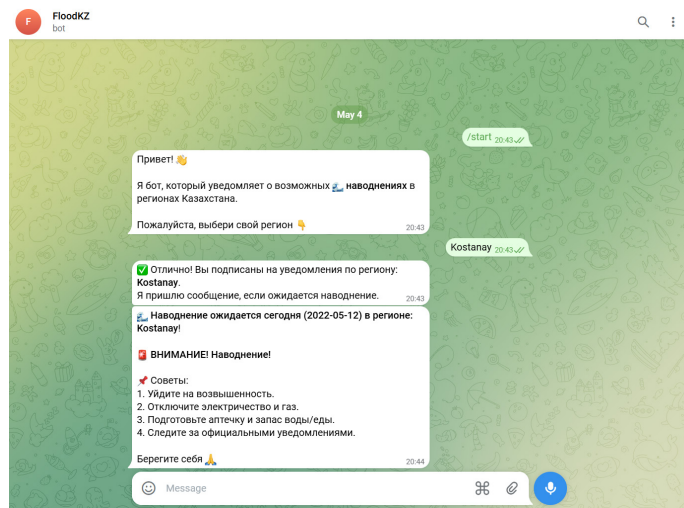 F
FloodKZ
bot
May 4
/start 20:43
Привет! 👋
Я бот, который уведомляет о возможных 🌊 наводнениях в
регионах Казахстана.
Пожалуйста, выбери свой регион 👇
20:43
Kostanay 20:43
✅ Отлично! Вы подписаны на уведомления по региону:
Kostanay.
Я пришлю сообщение, если ожидается наводнение.
20:43
🌊 Наводнение ожидается сегодня (2022-05-12) в регионе:
Kostanay!
🚨 ВНИМАНИЕ! Наводнение!
📌 Советы:
1. Уйдите на возвышенность.
2. Отключите электричество и газ.
3. Подготовьте аптечку и запас воды/еды.
4. Следите за официальными уведомлениями.
Берегите себя 🙏
20:44
Message